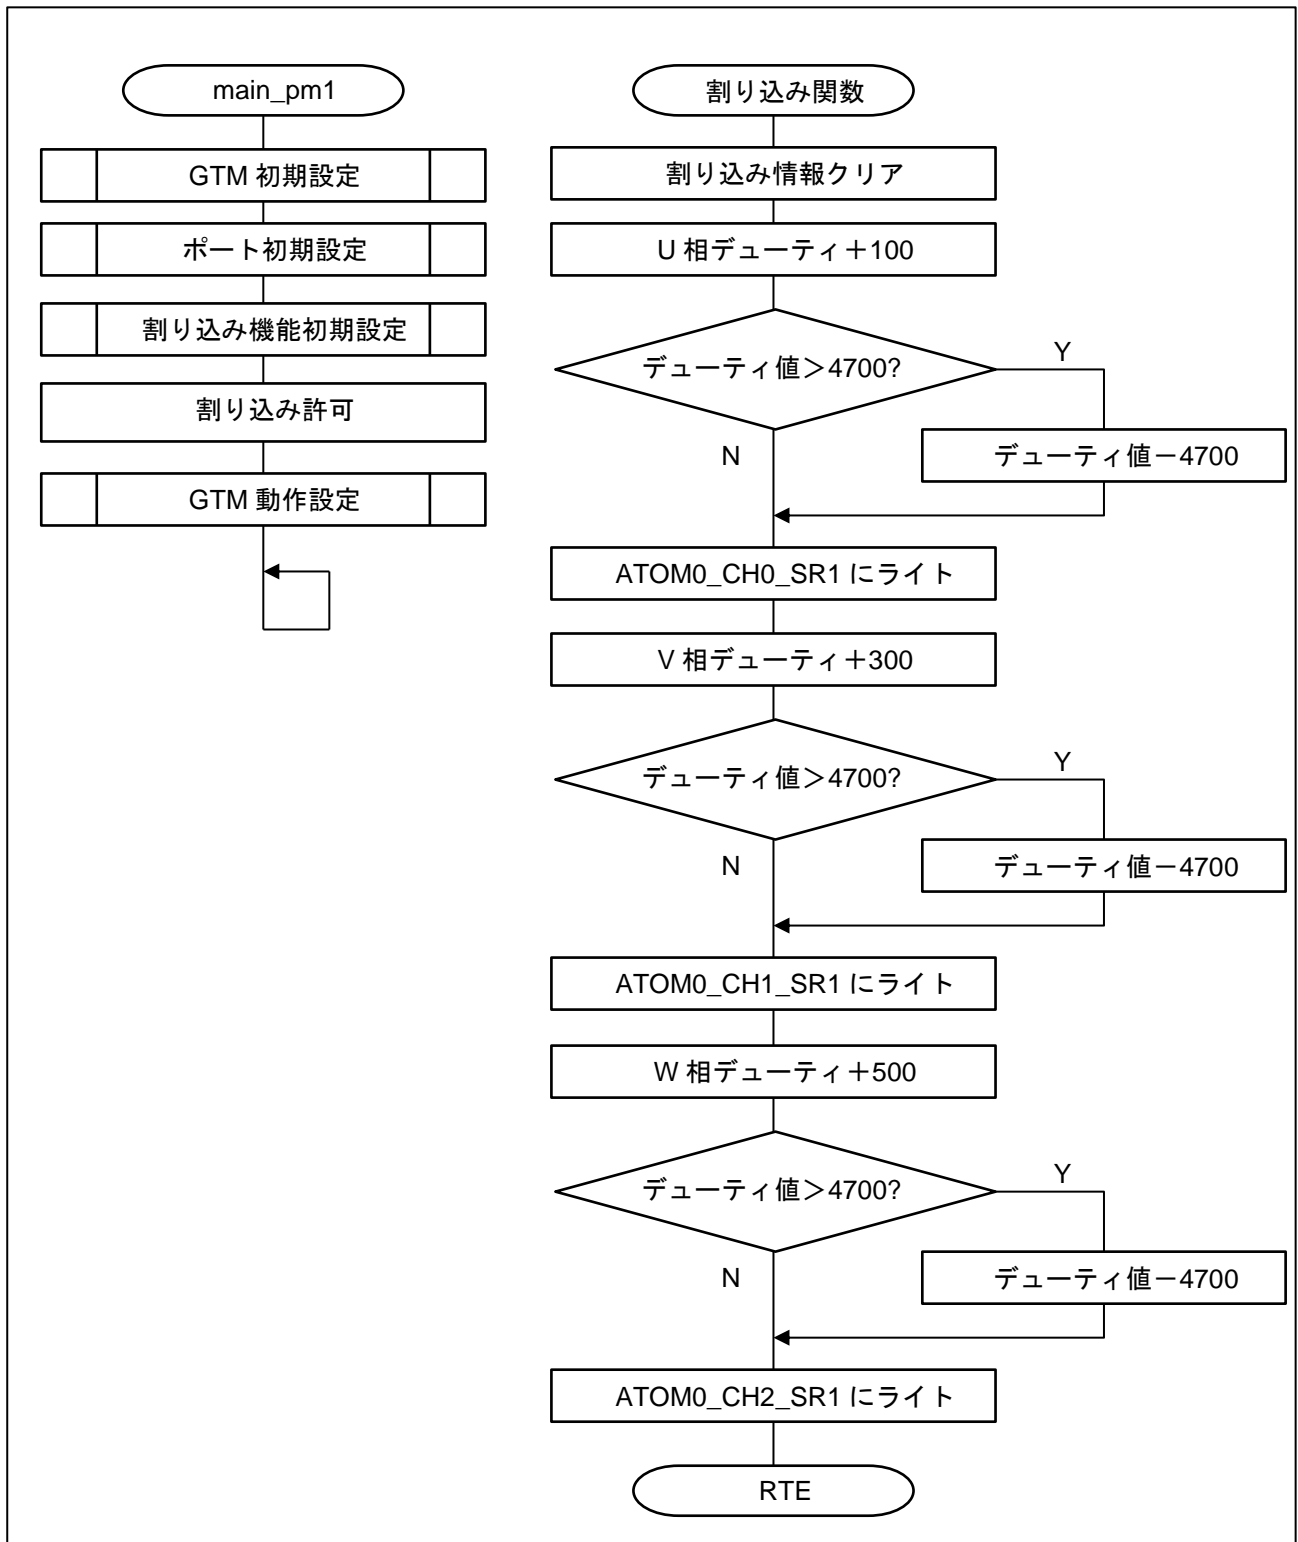 main_pm1
GTM 初期設定
ポート初期設定
割り込み機能初期設定
割り込み許可
GTM 動作設定
割り込み関数
割り込み情報クリア
U 相デューティ+100
デューティ値>4700?
Y
N
デューティ値-4700
ATOM0_CH0_SR1 にライト
V 相デューティ+300
デューティ値>4700?
Y
N
デューティ値-4700
ATOM0_CH1_SR1 にライト
W 相デューティ+500
デューティ値>4700?
Y
N
デューティ値-4700
ATOM0_CH2_SR1 にライト
RTE